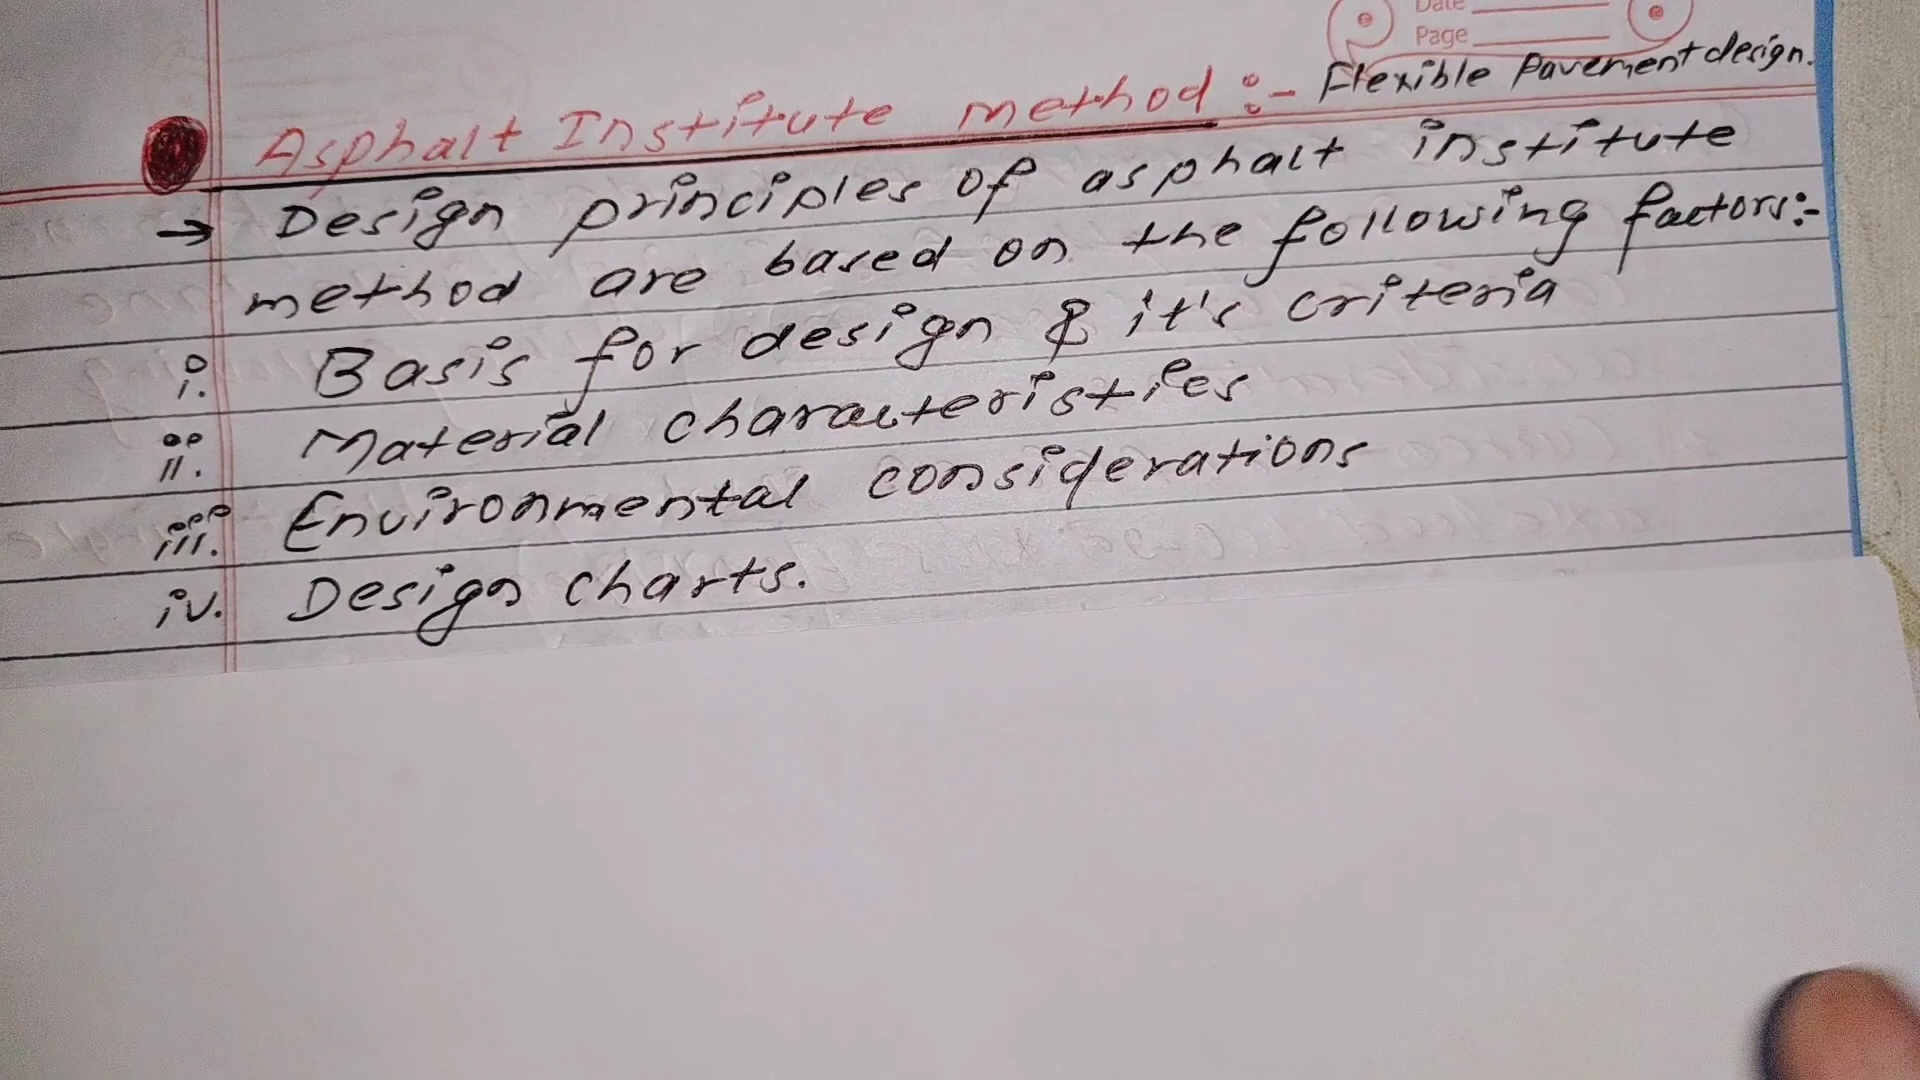 Date
Page
Asphalt Institute method :- Flexible Pavement design.
→ Design principles of asphalt institute
method are based on the following factors:-
i. Basis for design & it's criteria
ii. Material characteristics
iii. Environmental considerations
iv. Design charts.